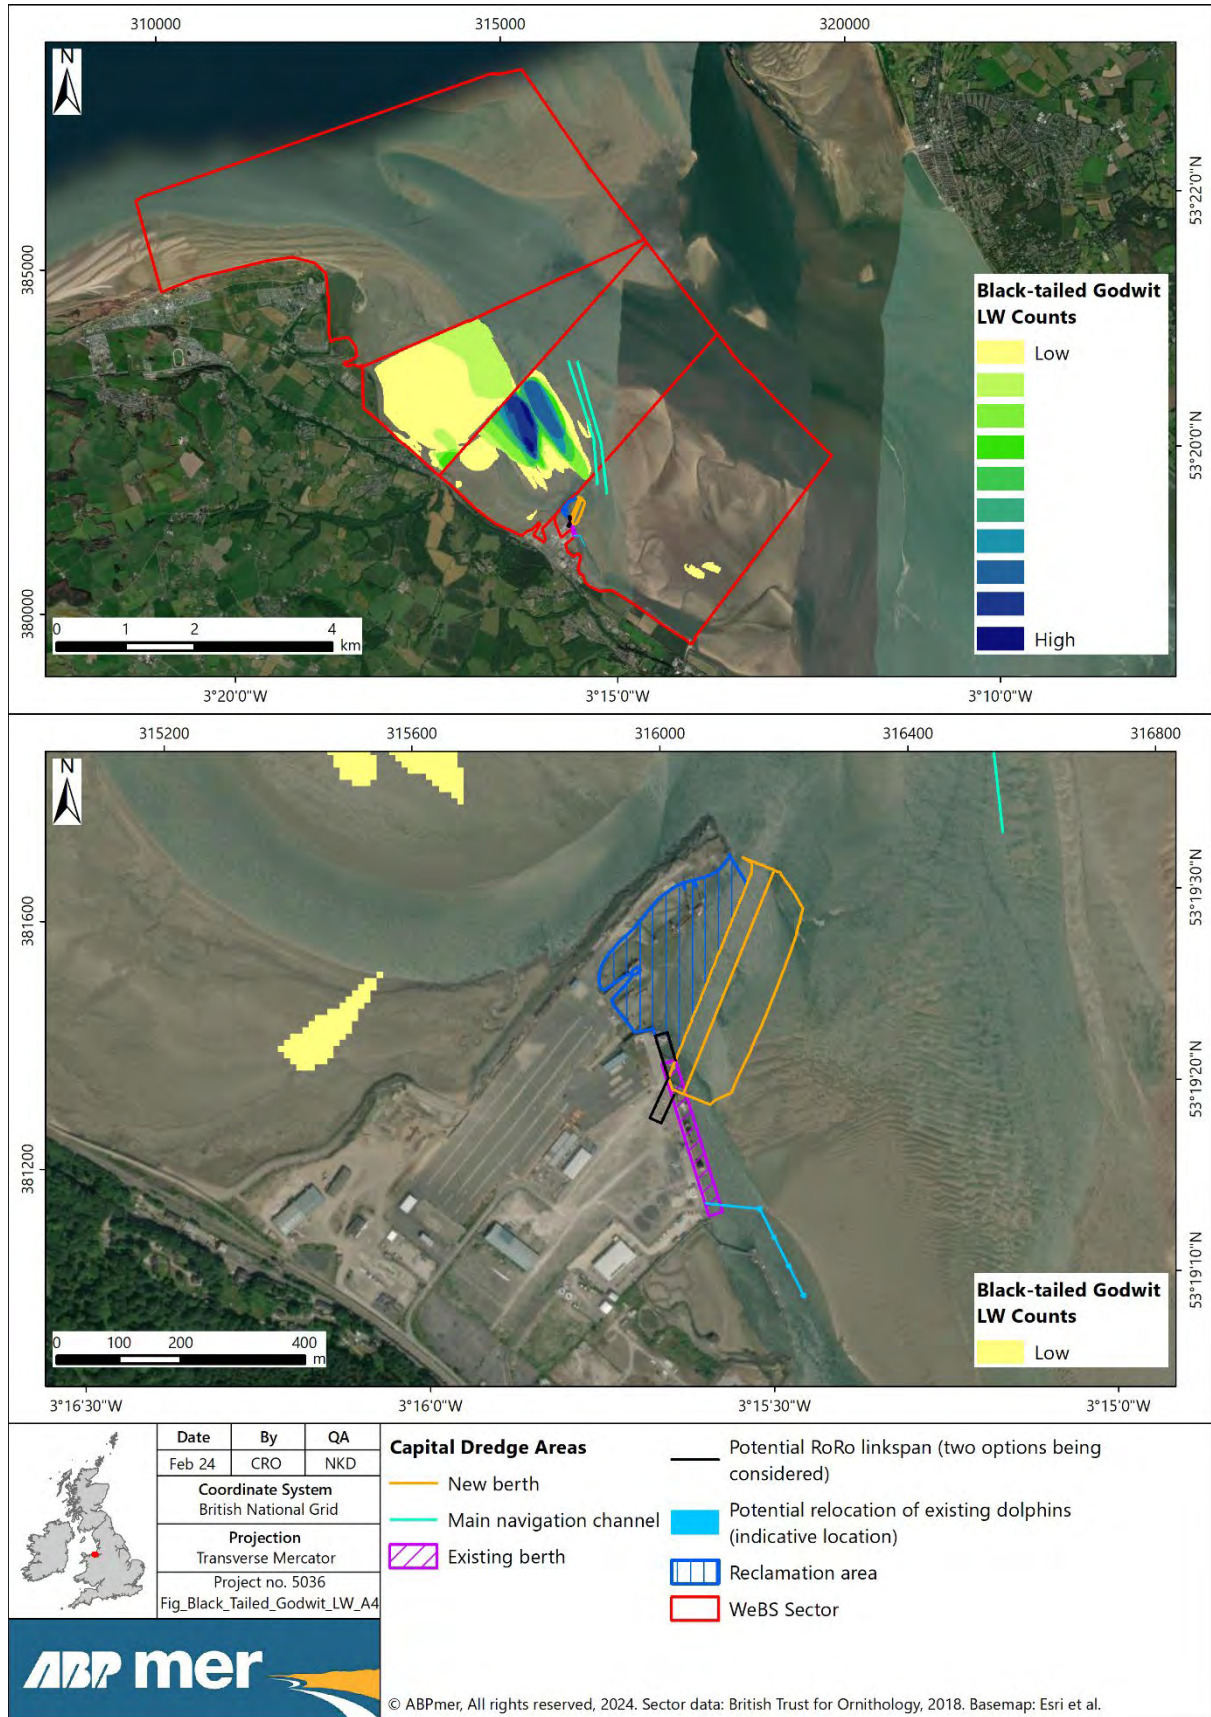 310000
315000
320000
N
385000
380000
53°22'0"N
53°20'0"N
Black-tailed Godwit
LW Counts
Low
High
0
1
2
4
km
3°20'0"W
3°15'0"W
3°10'0"W
315200
315600
316000
316400
316800
N
381600
381200
53°19'30"N
53°19'20"N
53°19'10"N
Black-tailed Godwit
LW Counts
Low
0
100
200
400
m
3°16'30"W
3°16'0"W
3°15'30"W
3°15'0"W
Date
By
QA
Feb 24
CRO
NKD
Coordinate System
British National Grid
Projection
Transverse Mercator
Project no. 5036
Fig_Black_Tailed_Godwit_LW_A4
ABP mer
Capital Dredge Areas
New berth
Main navigation channel
Existing berth
Potential RoRo linkspan (two options being
considered)
Potential relocation of existing dolphins
(indicative location)
Reclamation area
WeBS Sector
© ABPmer, All rights reserved, 2024. Sector data: British Trust for Ornithology, 2018. Basemap: Esri et al.